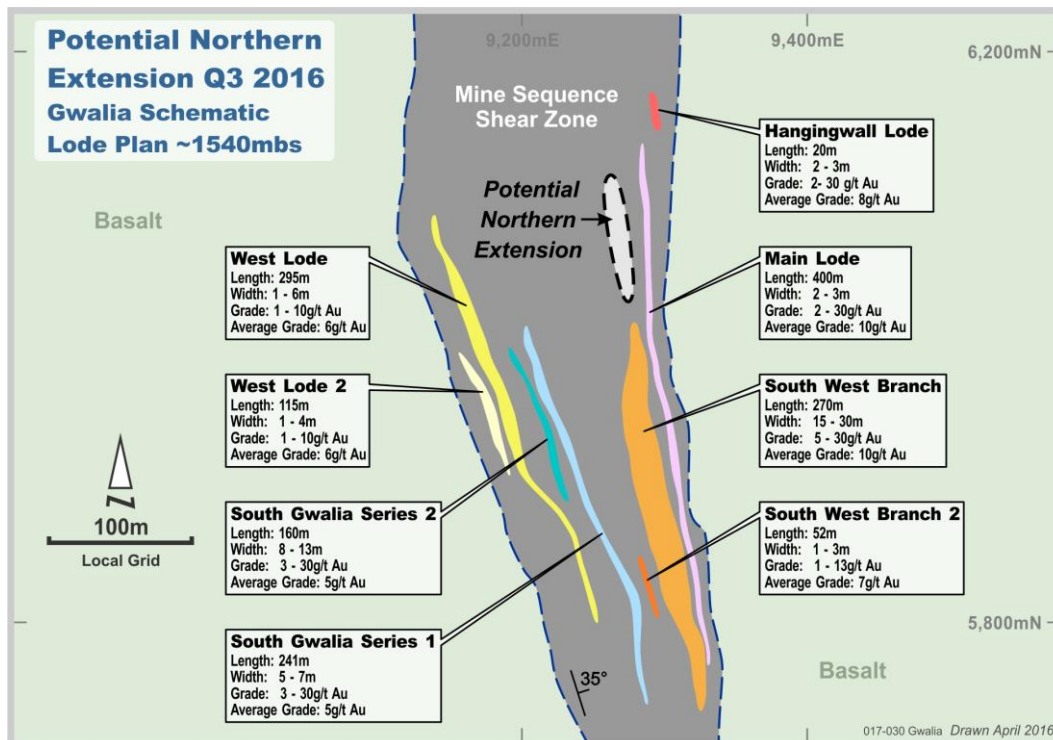 Potential Northern
Extension Q3 2016
Gwalia Schematic
Lode Plan ~1540mbs
9,200mE
9,400mE
6,200mN
Mine Sequence
Shear Zone
Hangingwall Lode
Length: 20m
Width: 2 - 3m
Grade: 2- 30 g/t Au
Average Grade: 8g/t Au
Potential
Northern
Extension
Basalt
West Lode
Length: 295m
Width: 1 - 6m
Grade: 1 - 10g/t Au
Average Grade: 6g/t Au
Main Lode
Length: 400m
Width: 2 - 3m
Grade: 2 - 30g/t Au
Average Grade: 10g/t Au
West Lode 2
Length: 115m
Width: 1 - 4m
Grade: 1 - 10g/t Au
Average Grade: 6g/t Au
South West Branch
Length: 270m
Width: 15 - 30m
Grade: 5 - 30g/t Au
Average Grade: 10g/t Au
N
100m
Local Grid
South Gwalia Series 2
Length: 160m
Width: 8 - 13m
Grade: 3 - 30g/t Au
Average Grade: 5g/t Au
South West Branch 2
Length: 52m
Width: 1 - 3m
Grade: 1 - 13g/t Au
Average Grade: 7g/t Au
5,800mN
South Gwalia Series 1
Length: 241m
Width: 5 - 7m
Grade: 3 - 30g/t Au
Average Grade: 5g/t Au
35°
Basalt
017-030 Gwalia Drawn April 2016